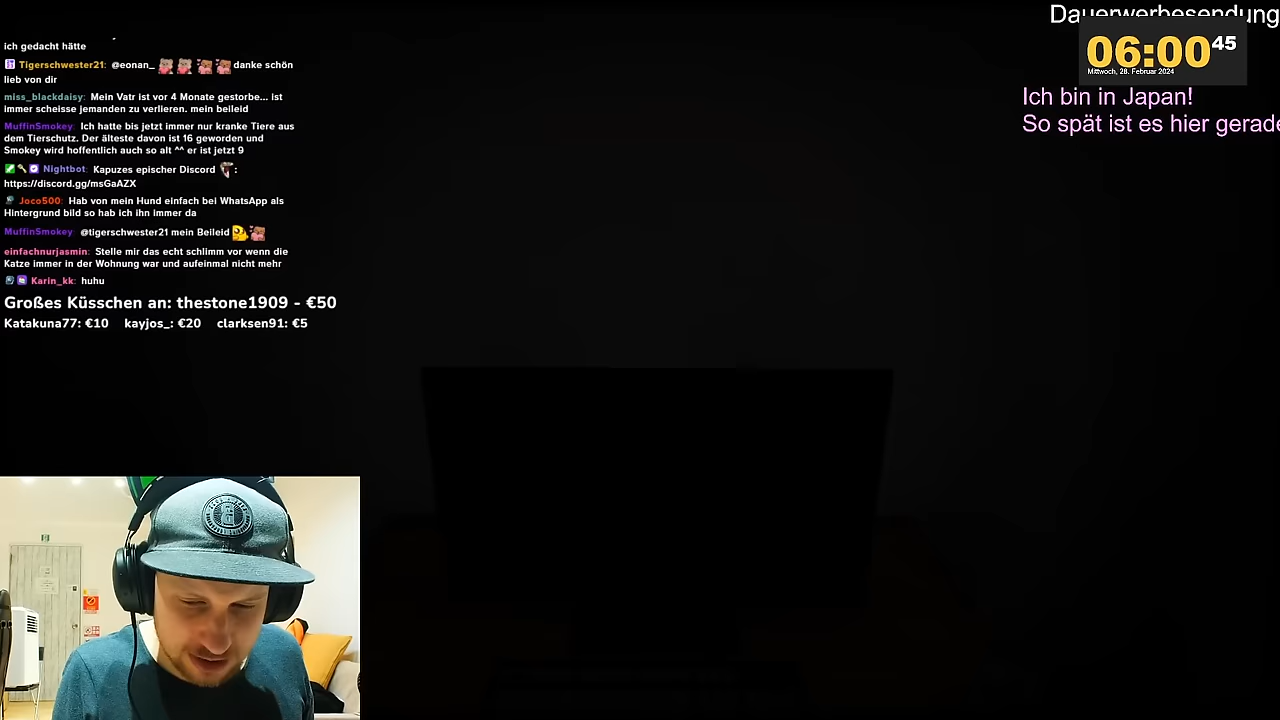 Dauerwerbesendung
06:00 45
Mittwoch, 28. Februar 2024
Ich bin in Japan!
So spät ist es hier gerade
ich gedacht hätte
Tigerschwester21: @eonan_ danke schön
lieb von dir
miss_blackdaisy: Mein Vatr ist vor 4 Monate gestorbe... Ist
immer scheisse jemanden zu verlieren. mein beileid
MuffinSmokey: Ich hatte bis jetzt immer nur kranke Tiere aus
dem Tierschutz. Der älteste davon ist 16 geworden und
Smokey wird hoffentlich auch so alt ^^ er ist jetzt 9
Nightbot: Kapuzes epischer Discord :
https://discord.gg/msGaAZX
Joco500: Hab von mein Hund einfach bei WhatsApp als
Hintergrund bild so hab ich ihn immer da
MuffinSmokey: @tigerschwester21 mein Beileid
einfachnurjasmin: Stelle mir das echt schlimm vor wenn die
Katze immer in der Wohnung war und aufeinmal nicht mehr
Karin_kk: huhu
Großes Küsschen an: thestone1909 - €50
Katakuna77: €10 kayjos_: €20 clarksen91: €5